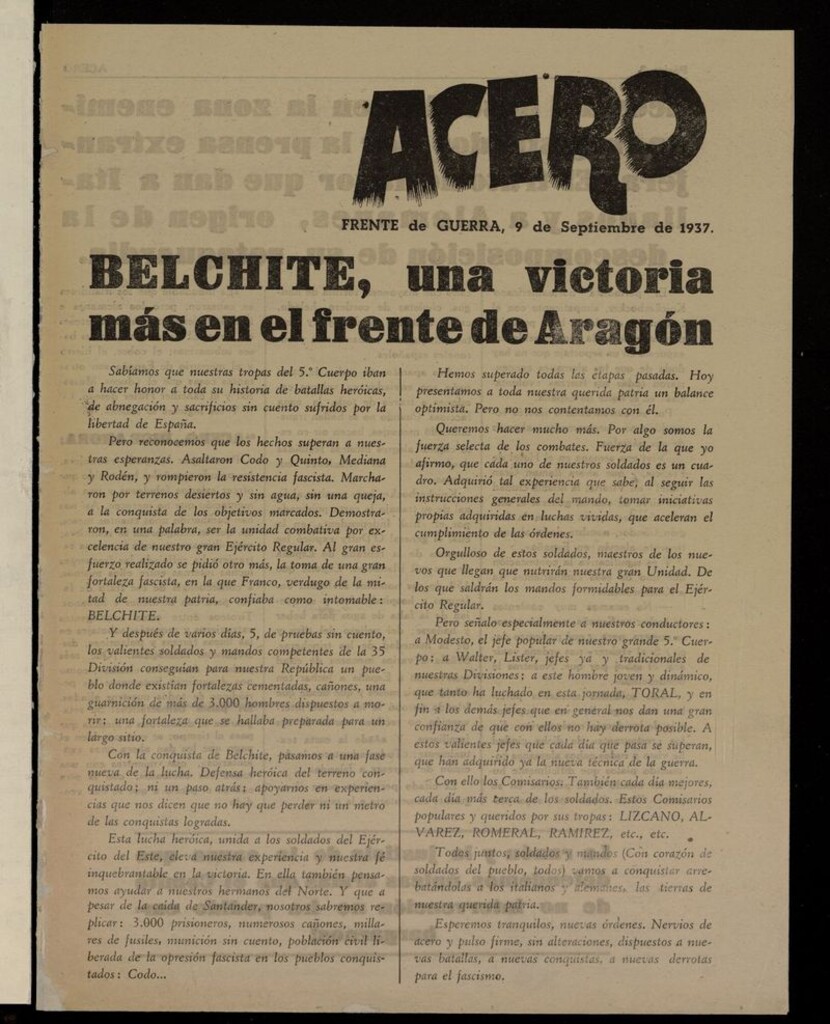 ACERO
FRENTE de GUERRA, 9 de Septiembre de 1937.
BELCHITE, una victoria
más en el frente de Aragón
Sabíamos que nuestras tropas del 5.º Cuerpo iban
a hacer honor a toda su historia de batallas heróicas,
de abnegación y sacrificios sin cuento sufridos por la
libertad de España.
Pero reconocemos que los hechos superan a nues-
tras esperanzas. Asaltaron Codo y Quinto, Mediana
y Rodén, y rompieron la resistencia fascista. Marcha-
ron por terrenos desiertos y sin agua, sin una queja,
a la conquista de los objetivos marcados. Demostra-
ron, en una palabra, ser la unidad combativa por ex-
celencia de nuestro gran Ejército Regular. Al gran es-
fuerzo realizado se pidió otro más, la toma de una gran
fortaleza fascista, en la que Franco, verdugo de la mi-
tad de nuestra patria, confiaba como intomable:
BELCHITE.
Y después de varios días, 5, de pruebas sin cuento,
los valientes soldados y mandos competentes de la 35
División conseguían para nuestra República un pue-
blo donde existían fortalezas cementadas, cañones, una
guarnición de más de 3.000 hombres dispuestos a mo-
rir; una fortaleza que se hallaba preparada para un
largo sitio.
Con la conquista de Belchite, pasamos a una fase
nueva de la lucha. Defensa heróica del terreno con-
quistado; ni un paso atrás; apoyarnos en experien-
cias que nos dicen que no hay que perder ni un metro
de las conquistas logradas.
Esta lucha heróica, unida a los soldados del Ejér-
cito del Este, eleva nuestra experiencia y nuestra fé
inquebrantable en la victoria. En ella también pensa-
mos ayudar a nuestros hermanos del Norte. Y que a
pesar de la caída de Santander, nosotros sabremos re-
plicar: 3.000 prisioneros, numerosos cañones, milla-
res de fusiles, munición sin cuento, población civil li-
berada de la opresión fascista en los pueblos conquis-
tados: Codo...
Hemos superado todas las étapas pasadas. Hoy
presentamos a toda nuestra querida patria un balance
optimista. Pero no nos contentamos con él.
Queremos hacer mucho más. Por algo somos la
fuerza selecta de los combates. Fuerza de la que yo
afirmo, que cada uno de nuestros soldados es un cua-
dro. Adquirió tal experiencia que sabe, al seguir las
instrucciones generales del mando, tomar iniciativas
propias adquiridas en luchas vividas, que aceleran el
cumplimiento de las órdenes.
Orgulloso de estos soldados, maestros de los nue-
vos que llegan que nutrirán nuestra gran Unidad. De
los que saldrán los mandos formidables para el Ejér-
cito Regular.
Pero señalo especialmente a nuestros conductores:
a Modesto, el jefe popular de nuestro grande 5.º Cuer-
po; a Walter, Lister, jefes ya y tradicionales de
nuestras Divisiones; a este hombre joven y dinámico,
que tanto ha luchado en esta jornada, TORAL, y en
fin a los demás jefes que en general nos dan una gran
confianza de que con ellos no hay derrota posible. A
estos valientes jefes que cada día que pasa se superan,
que han adquirido ya la nueva técnica de la guerra.
Con ello los Comisarios. También cada día mejores,
cada día más cerca de los soldados. Estos Comisarios
populares y queridos por sus tropas: LIZCANO, AL-
VAREZ, ROMERAL, RAMIREZ, etc., etc.
Todos juntos, soldados y mandos (Con corazón de
soldados del pueblo, todos) vamos a conquistar arre-
batándolas a los italianos y alemanes, las tierras de
nuestra querida patria.
Esperemos tranquilos, nuevas órdenes. Nervios de
acero y pulso firme, sin alteraciones, dispuestos a nue-
vas batallas, a nuevas conquistas, a nuevas derrotas
para el fascismo.